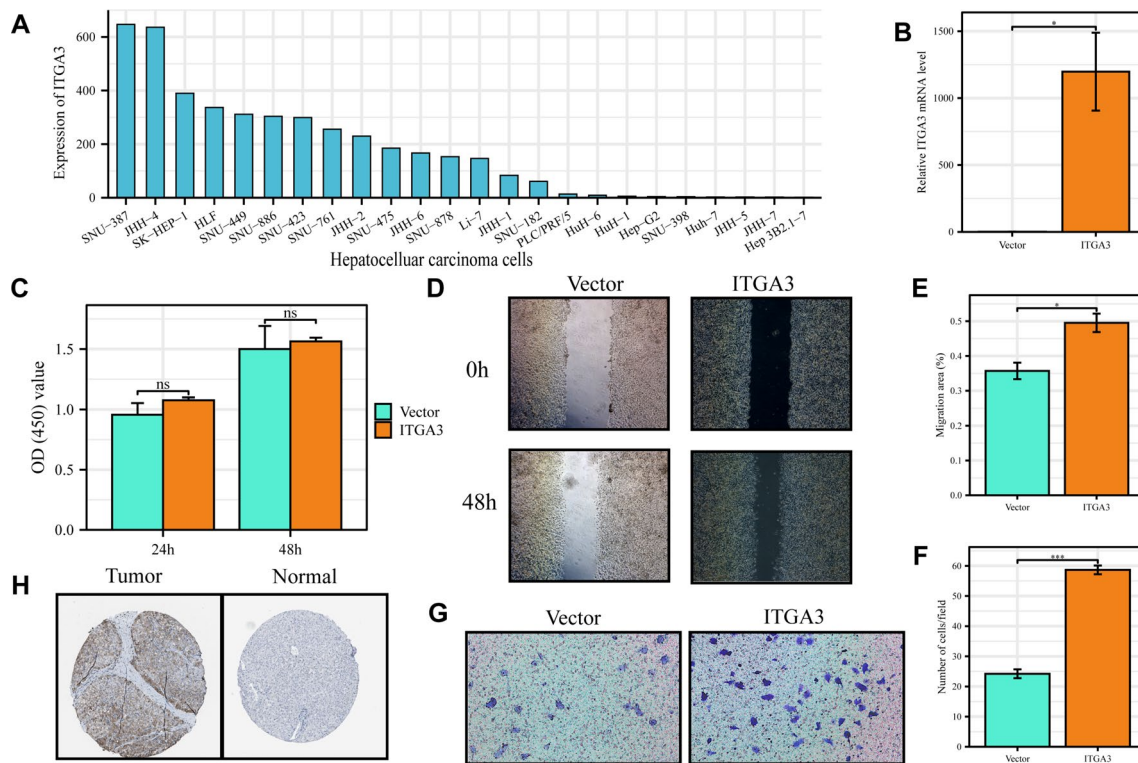 A
Expression of ITGA3
600
400
200
0
SNU-387
JHH-4
SK-HEP-1
HLF
SNU-449
SNU-886
SNU-423
SNU-761
JHH-2
SNU-475
JHH-6
SNU-878
Li-7
JHH-1
SNU-182
PLC/PRF/5
HuH-6
HuH-1
Hep-G2
SNU-398
Huh-7
JHH-5
JHH-7
Hep 3B2.1-7
Hepatocelluar carcinoma cells
B
Relative ITGA3 mRNA level
1500
1000
500
0
*
Vector
ITGA3
C
OD (450) value
1.5
1.0
0.5
0.0
ns
ns
24h
48h
Vector
ITGA3
D
Vector
ITGA3
0h
48h
E
Migration area (%)
0.5
0.4
0.3
0.2
0.1
0.0
*
Vector
ITGA3
F
Number of cells/field
60
50
40
30
20
10
0
***
Vector
ITGA3
H
Tumor
Normal
G
Vector
ITGA3